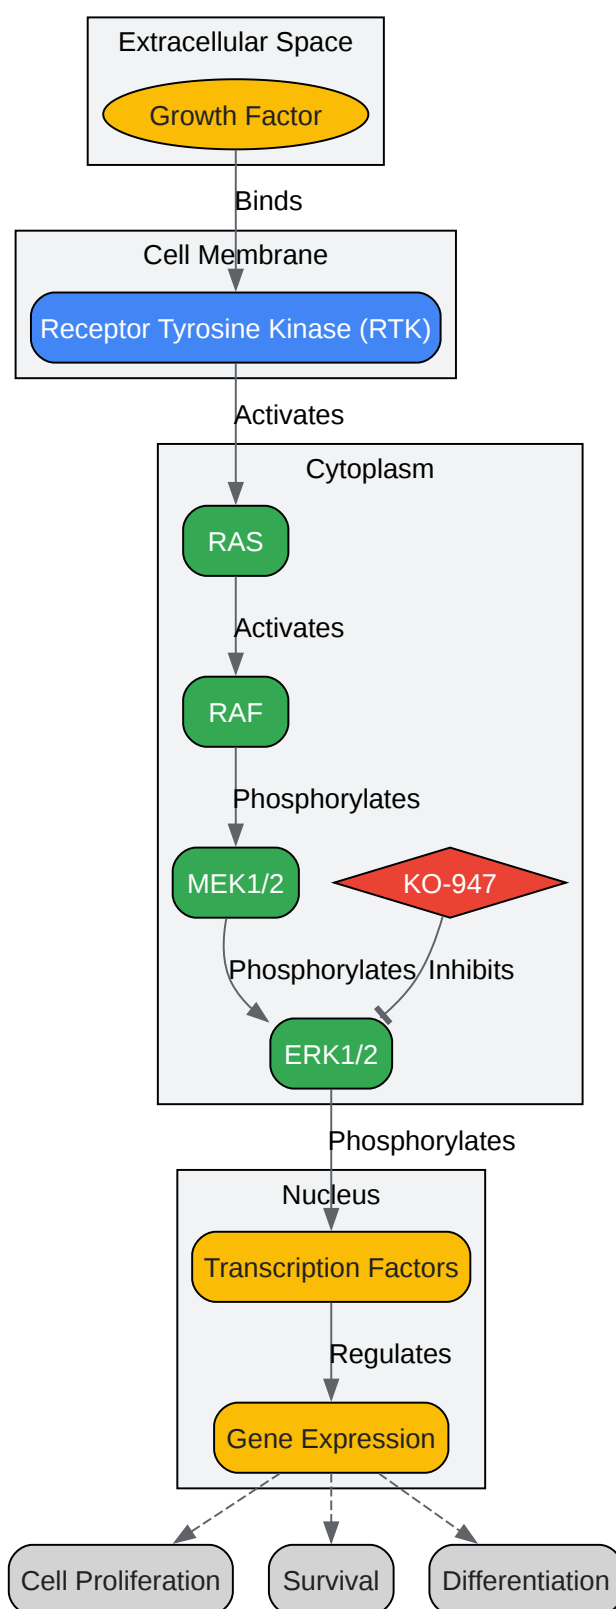 Extracellular Space
Growth Factor
Binds
Cell Membrane
Receptor Tyrosine Kinase (RTK)
Activates
Cytoplasm
RAS
Activates
RAF
Phosphorylates
MEK1/2
KO-947
Phosphorylates
Inhibits
ERK1/2
Phosphorylates
Nucleus
Transcription Factors
Regulates
Gene Expression
Cell Proliferation
Survival
Differentiation